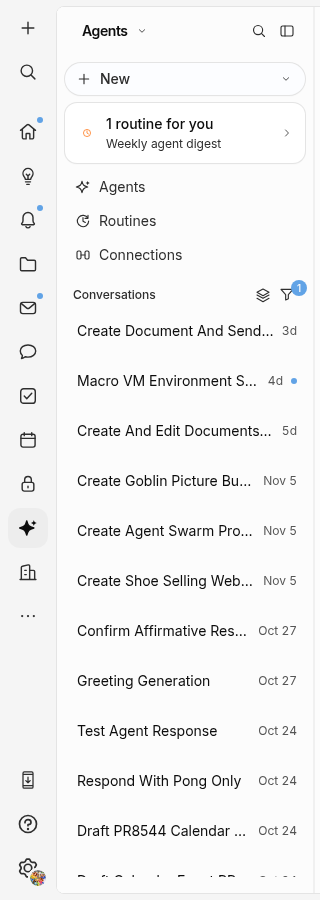 Agents
New
1 routine for you
Weekly agent digest
Agents
Routines
Connections
Conversations
1
Create Document And Send... 3d
Macro VM Environment S... 4d
Create And Edit Documents... 5d
Create Goblin Picture Bu... Nov 5
Create Agent Swarm Pro... Nov 5
Create Shoe Selling Web... Nov 5
Confirm Affirmative Res... Oct 27
Greeting Generation Oct 27
Test Agent Response Oct 24
Respond With Pong Only Oct 24
Draft PR8544 Calendar ... Oct 24